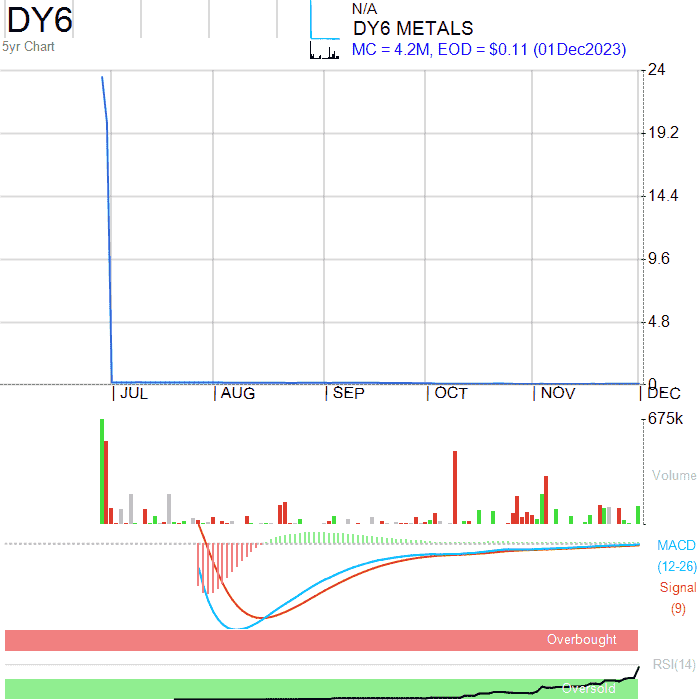 DY6
5yr Chart
N/A
DY6 METALS
MC = 4.2M, EOD = $0.11 (01Dec2023)
24
19.2
14.4
9.6
4.8
0
JUL AUG SEP OCT NOV DEC
675k
Volume
MACD
(12-26)
Signal
(9)
Overbought
RSI(14)
Oversold